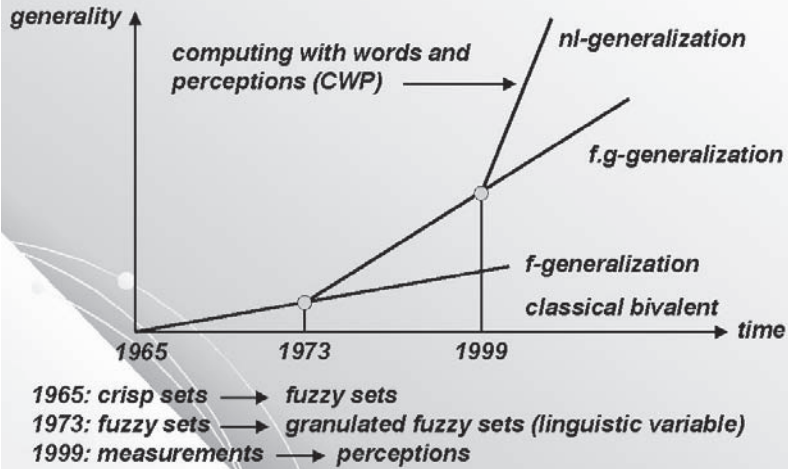 generality
computing with words and
perceptions (CWP)
nl-generalization
f.g-generalization
f-generalization
classical bivalent
time
1965
1973
1999
1965: crisp sets → fuzzy sets
1973: fuzzy sets → granulated fuzzy sets (linguistic variable)
1999: measurements → perceptions